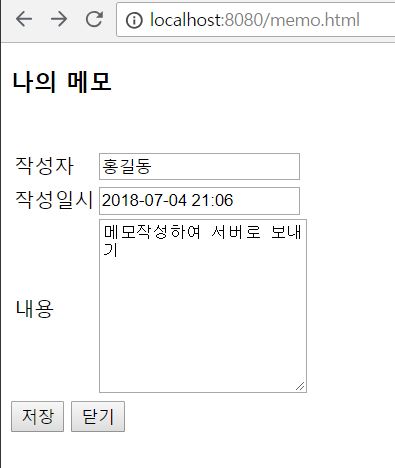 localhost:8080/memo.html
나의 메모
작성자 홍길동
작성일시 2018-07-04 21:06
내용 메모작성하여 서버로 보내
기
저장 닫기